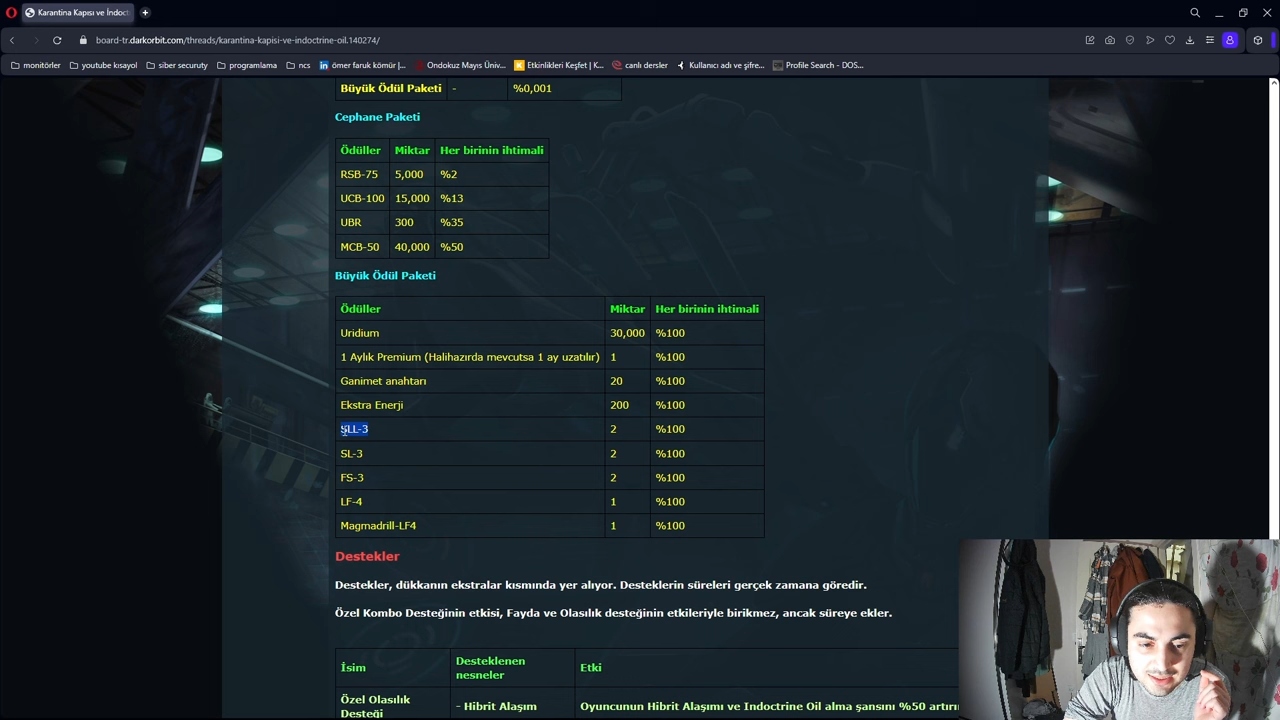 Karantina Kapısı ve İndoct
board-tr.darkorbit.com/threads/karantina-kapisi-ve-indoctrine-oil.140274/
monitörler youtube kısayol siber securuty programlama ncs ömer faruk kömür |... Ondokuz Mayıs Üniv... Etkinlikleri Keşfet | K... canlı dersler Kullanıcı adı ve şifre... Profile Search - DOS...
Büyük Ödül Paketi - %0,001
Cephane Paketi
Ödüller Miktar Her birinin ihtimali
RSB-75 5,000 %2
UCB-100 15,000 %13
UBR 300 %35
MCB-50 40,000 %50
Büyük Ödül Paketi
Ödüller Miktar Her birinin ihtimali
Uridium 30,000 %100
1 Aylık Premium (Halihazırda mevcutsa 1 ay uzatılır) 1 %100
Ganimet anahtarı 20 %100
Ekstra Enerji 200 %100
SLL-3 2 %100
SL-3 2 %100
FS-3 2 %100
LF-4 1 %100
Magmadrill-LF4 1 %100
Destekler
Destekler, dükkanın ekstralar kısmında yer alıyor. Desteklerin süreleri gerçek zamana göredir.
Özel Kombo Desteğinin etkisi, Fayda ve Olasılık desteğinin etkileriyle birikmez, ancak süreye ekler.
İsim Desteklenen nesneler Etki
Özel Olasılık Desteği - Hibrit Alaşım Oyuncunun Hibrit Alaşımı ve Indoctrine Oil alma şansını %50 artırır